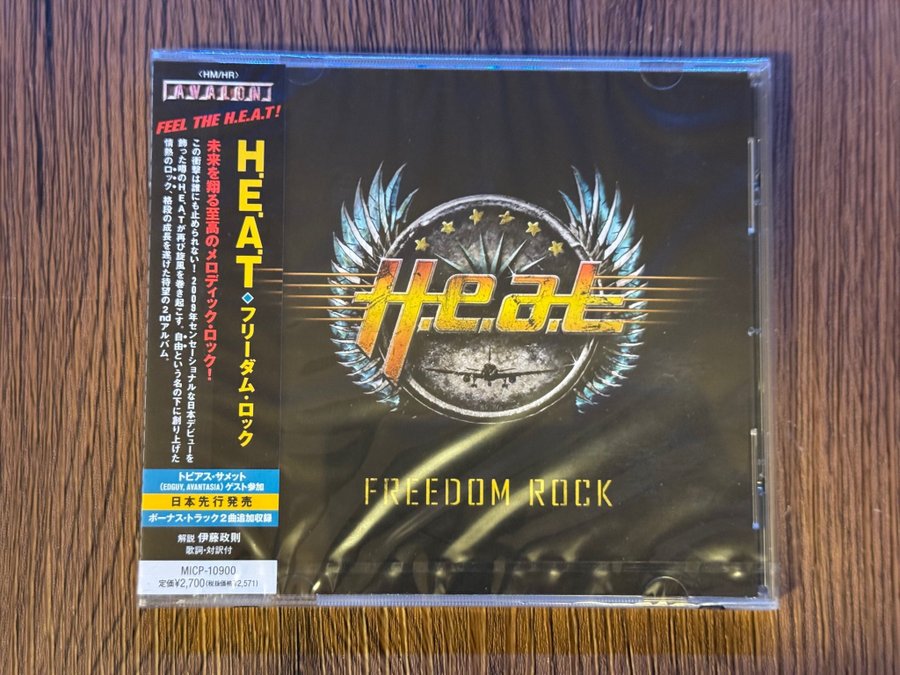 〈HM/HR〉
AVALON
FEEL THE H.E.A.T!
H.E.A.T◆フリーダム・ロック
未来を翔る至高のメロディック・ロック！
この衝撃は誰にも止められない！2009年センセーショナルな日本デビューを
飾った噂のH.E.A.Tが再び旋風を巻き起こす。自由という名の下に創り上げた
情熱のロック、格段の成長を遂げた待望の2ndアルバム。
トビアス・サメット
(EDGUY, AVANTASIA) ゲスト参加
日本先行発売
ボーナス・トラック2曲追加収録
解説 伊藤政則
歌詞・対訳付
MICP-10900
定価¥2,700(税抜価格¥2,571)
H.e.a.t
FREEDOM ROCK